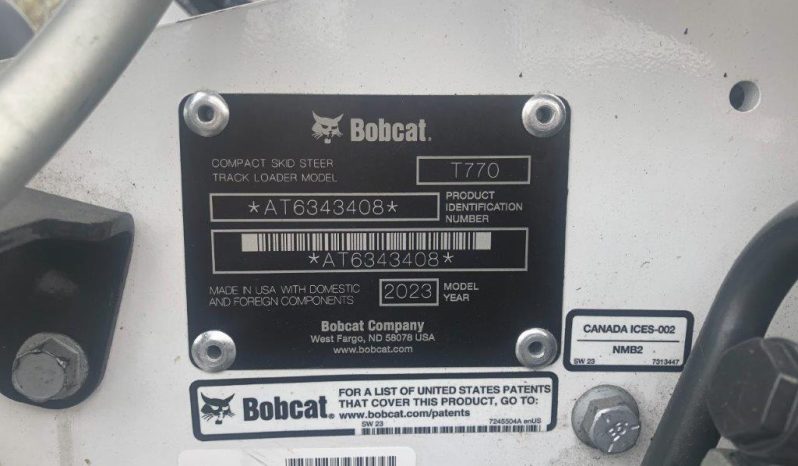 Bobcat.
COMPACT SKID STEER
TRACK LOADER MODEL
T770
*AT6343408*
PRODUCT
IDENTIFICATION
NUMBER
*AT6343408*
MADE IN USA WITH DOMESTIC
AND FOREIGN COMPONENTS
2023
MODEL
YEAR
Bobcat Company
West Fargo, ND 58078 USA
www.bobcat.com
CANADA ICES-002
NMB2
SW 23 7313447
Bobcat.
FOR A LIST OF UNITED STATES PATENTS
THAT COVER THIS PRODUCT, GO TO:
www.bobcat.com/patents
SW 23 7245504A enUS